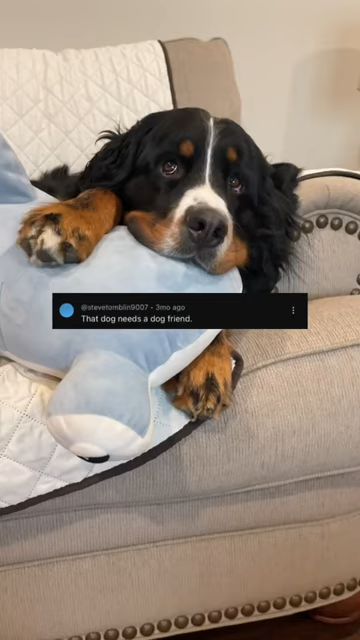 @stevetomblin9007 • 3mo ago
That dog needs a dog friend.